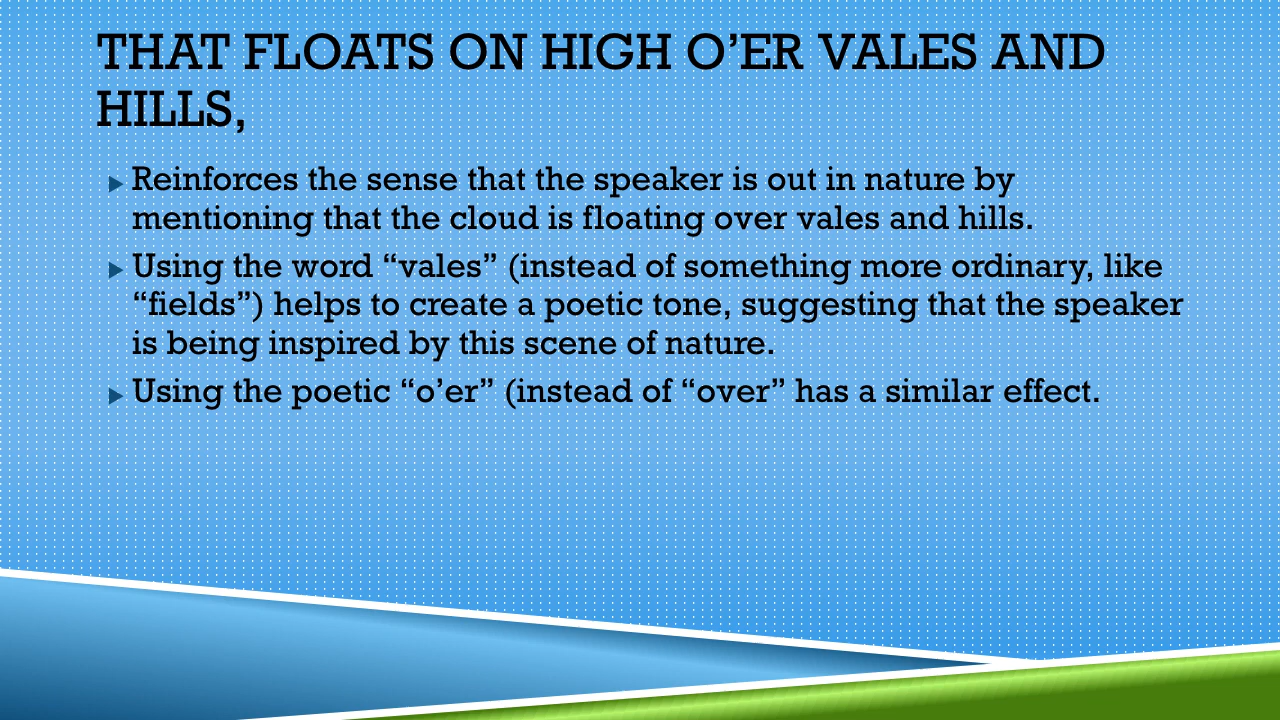 THAT FLOATS ON HIGH O’ER VALES AND
HILLS,
Reinforces the sense that the speaker is out in nature by
mentioning that the cloud is floating over vales and hills.
Using the word “vales” (instead of something more ordinary, like
“fields”) helps to create a poetic tone, suggesting that the speaker
is being inspired by this scene of nature.
Using the poetic “o’er” (instead of “over” has a similar effect.